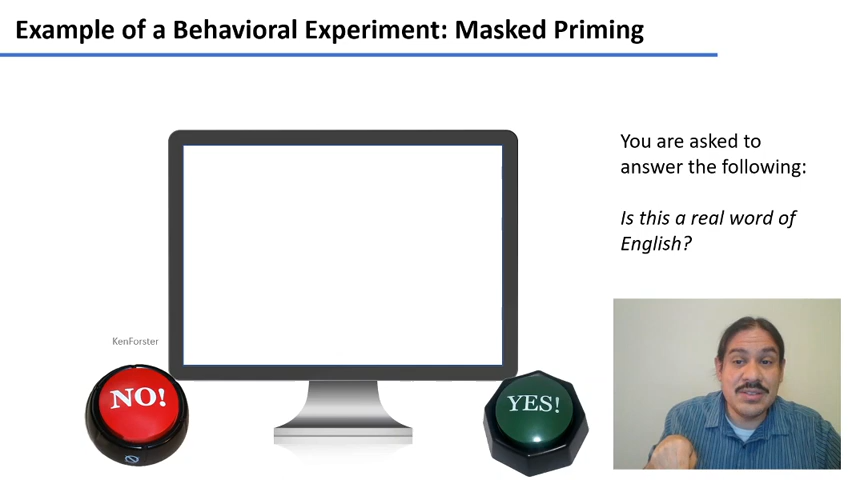 Example of a Behavioral Experiment: Masked Priming
You are asked to
answer the following:
Is this a real word of
English?
KenForster
NO!
YES!